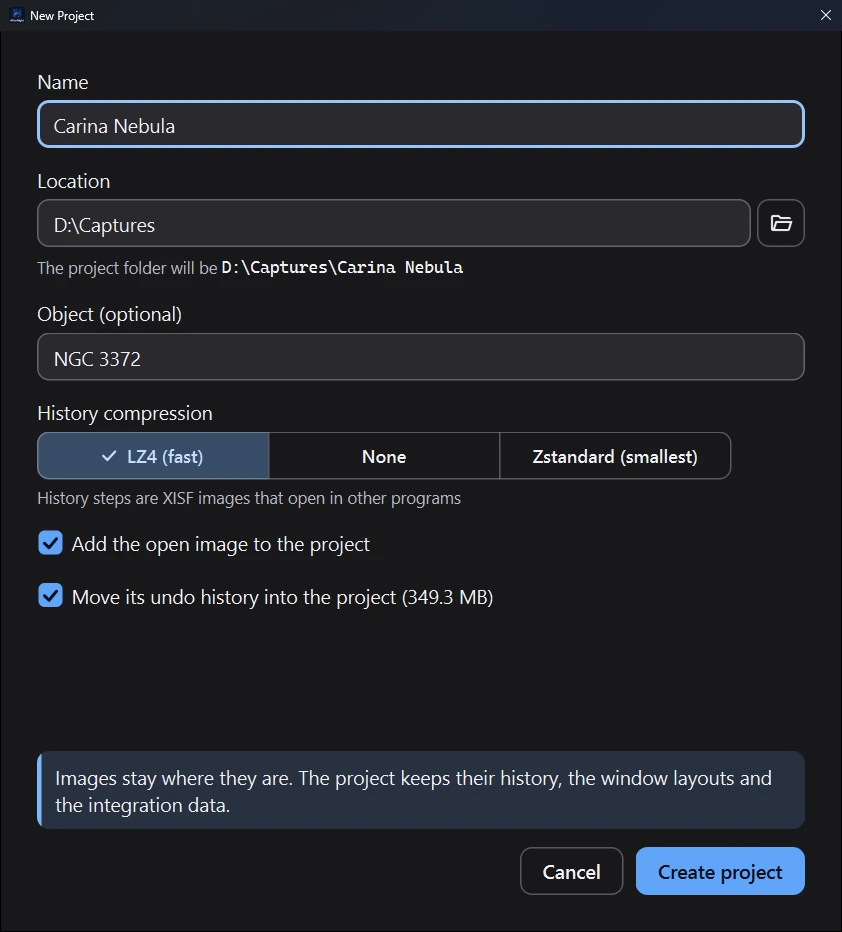 New Project
Name
Carina Nebula
Location
D:\Captures
The project folder will be D:\Captures\Carina Nebula
Object (optional)
NGC 3372
History compression
LZ4 (fast)
None
Zstandard (smallest)
History steps are XISF images that open in other programs
Add the open image to the project
Move its undo history into the project (349.3 MB)
Images stay where they are. The project keeps their history, the window layouts and
the integration data.
Cancel
Create project